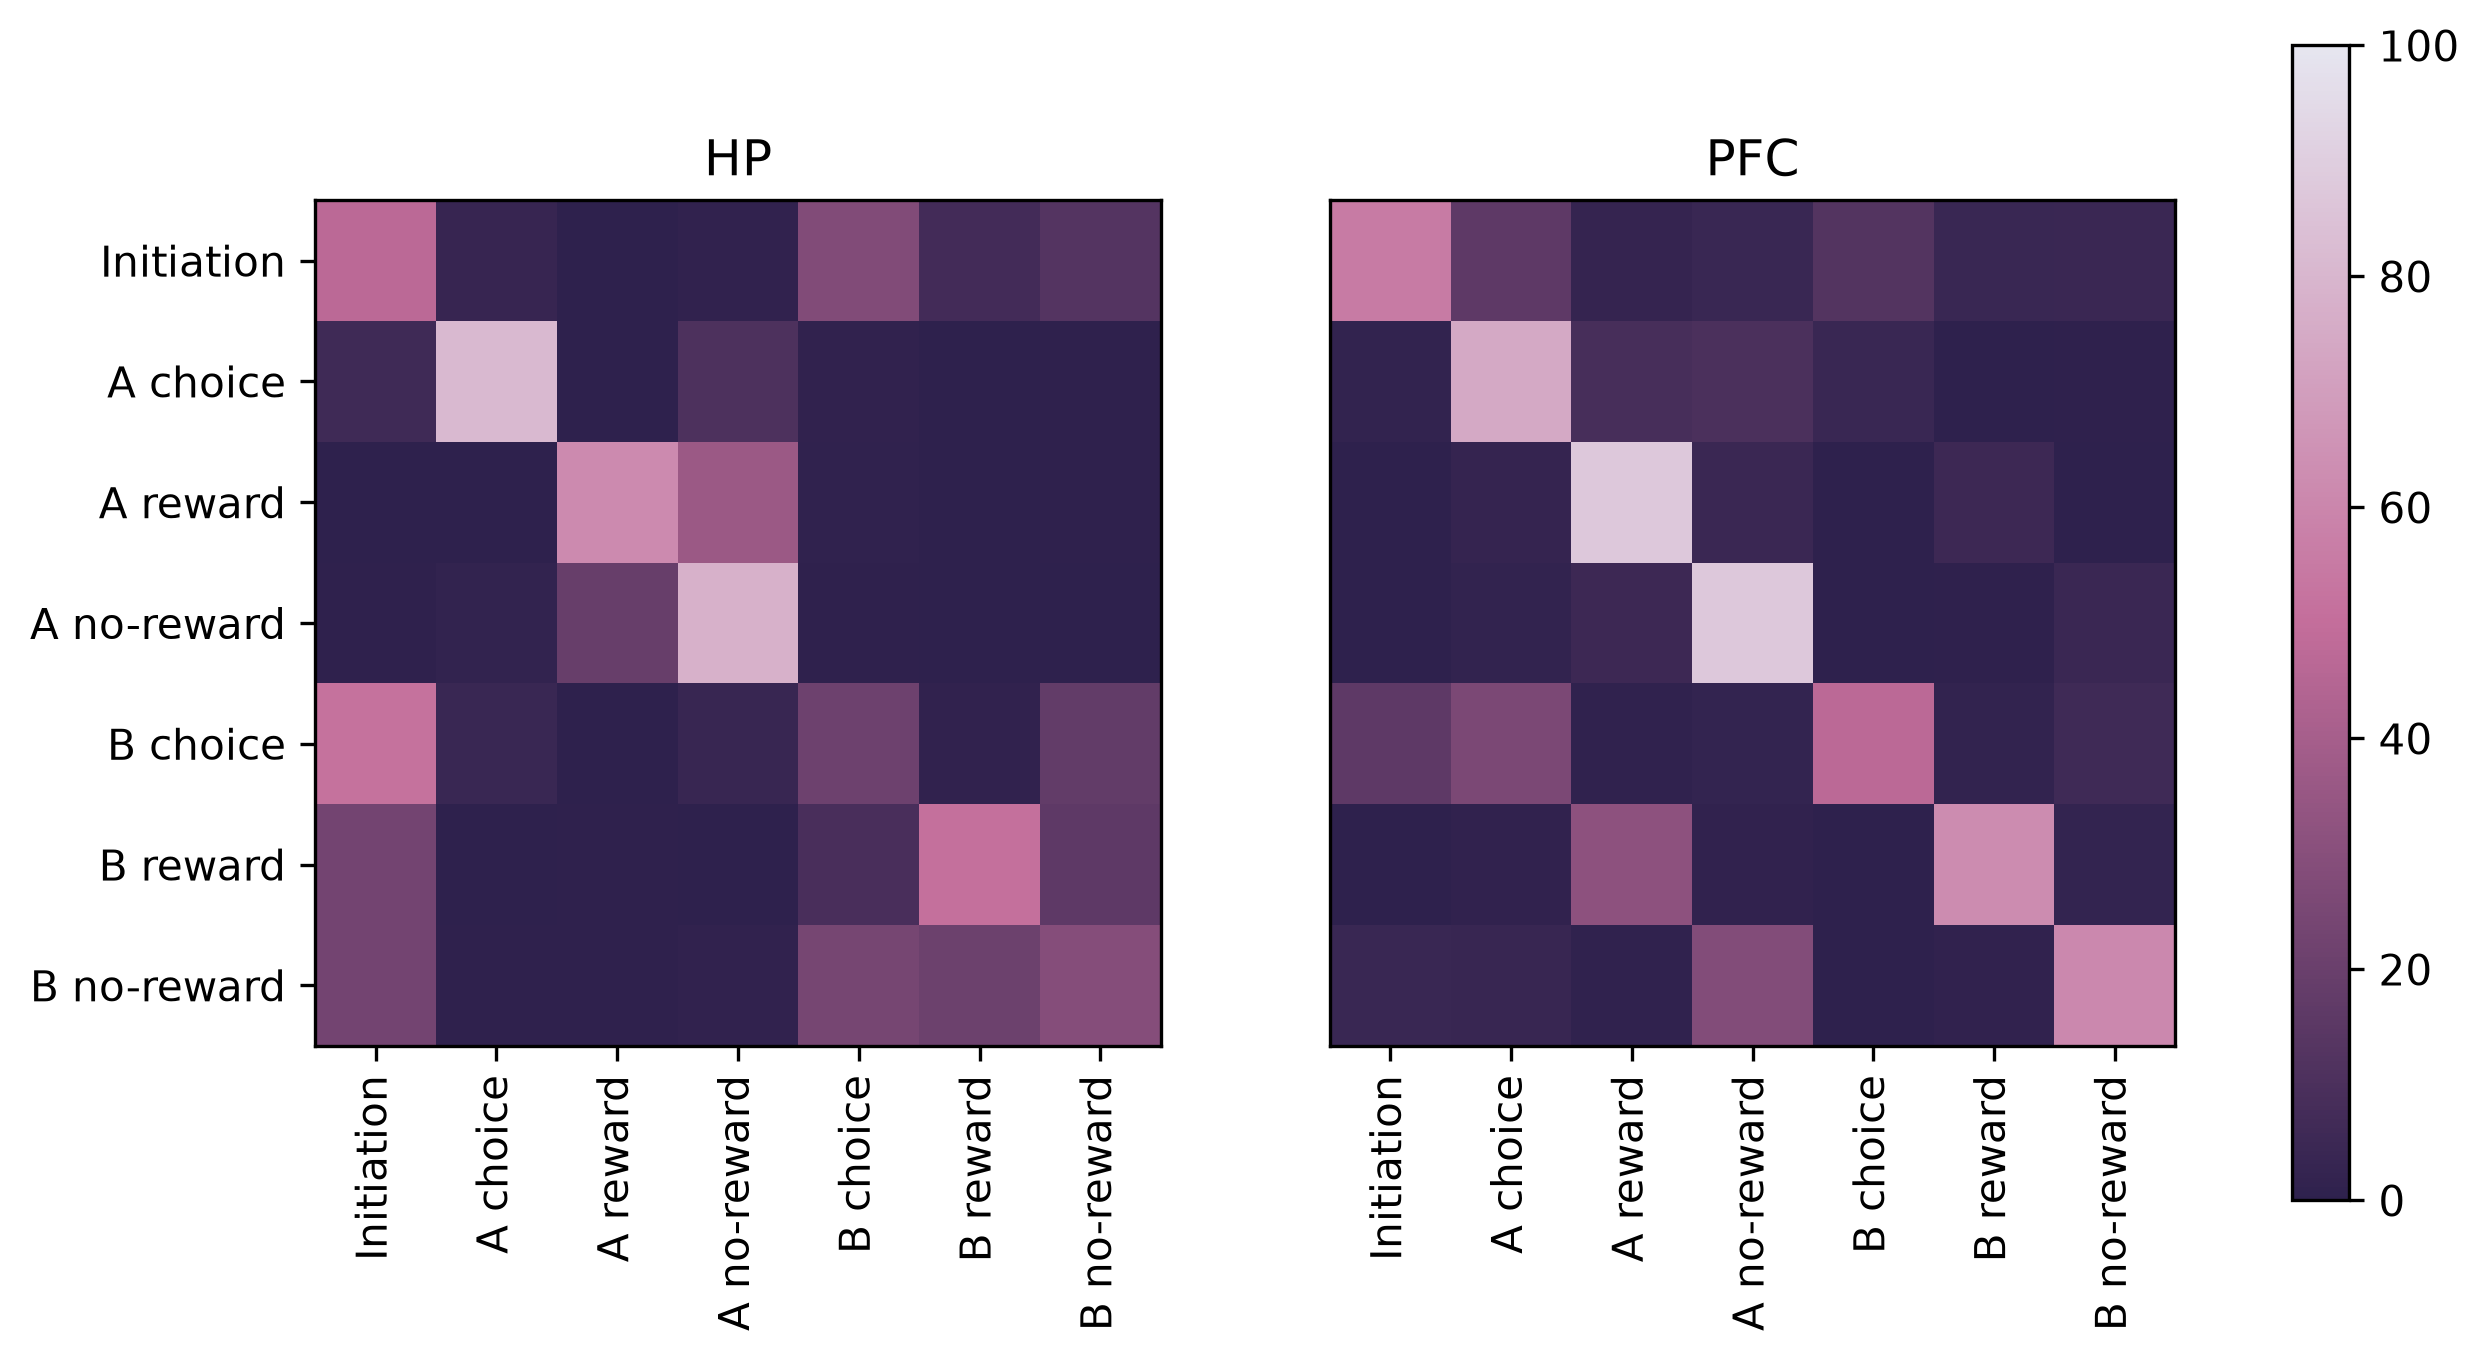 HP
PFC
Initiation
A choice
A reward
A no-reward
B choice
B reward
B no-reward
Initiation
A choice
A reward
A no-reward
B choice
B reward
B no-reward
Initiation
A choice
A reward
A no-reward
B choice
B reward
B no-reward
100
80
60
40
20
0